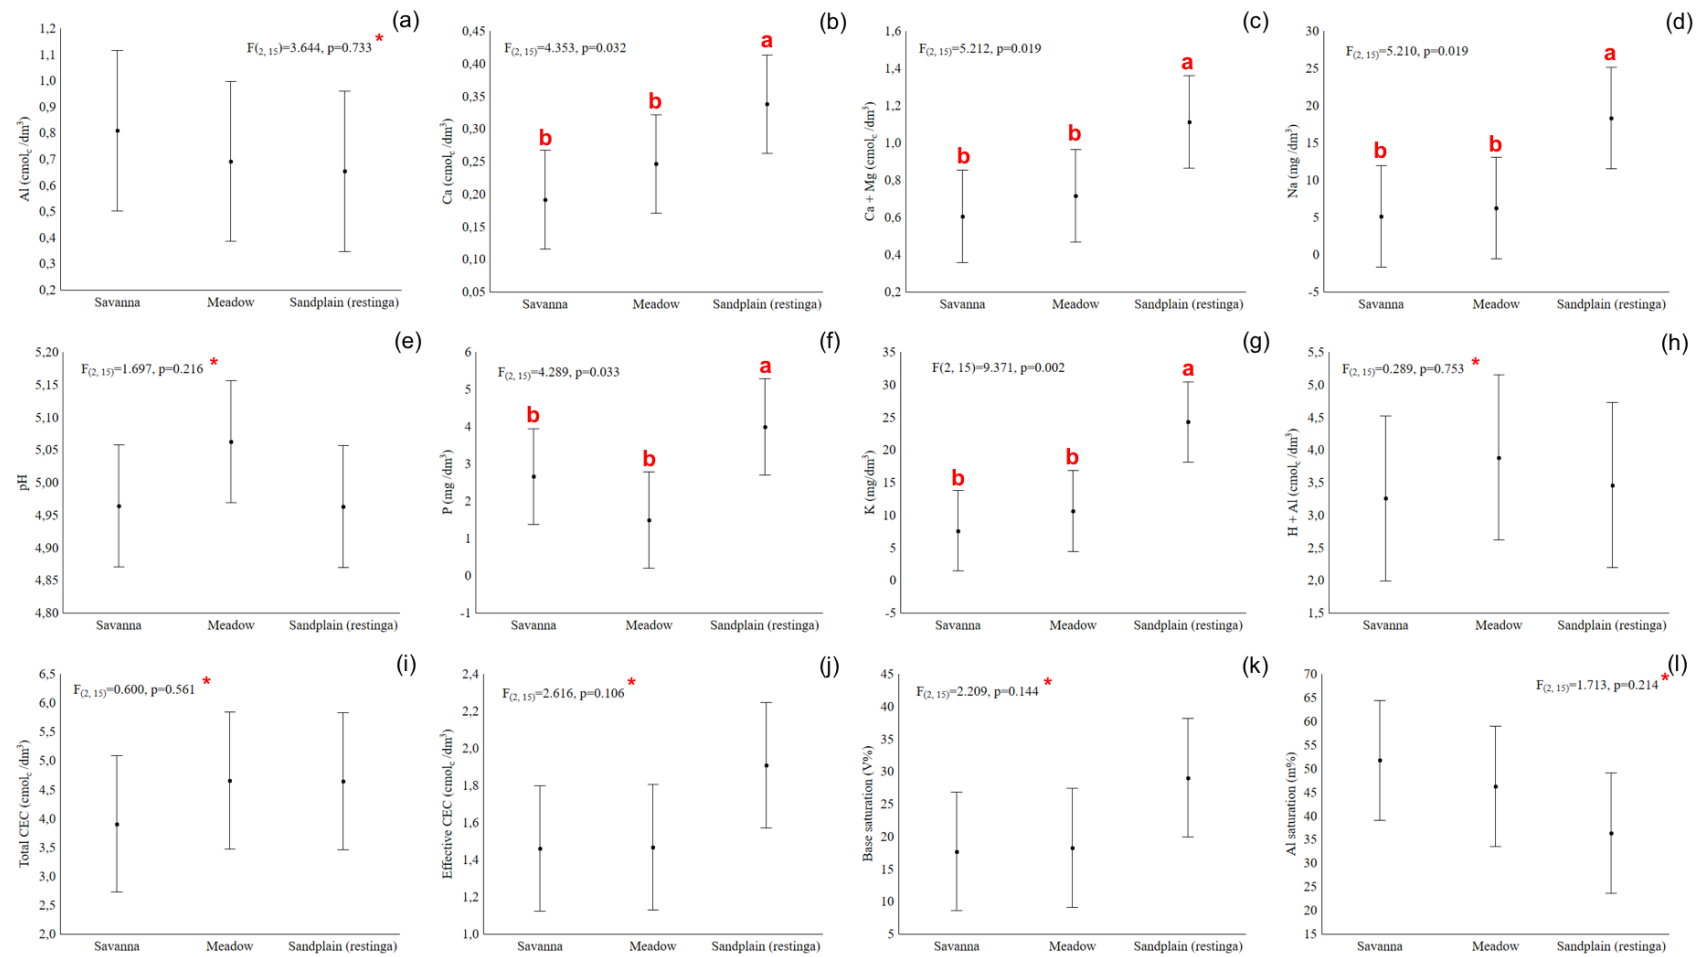 (a)
F(2, 15)=3.644, p=0.733 *
Al (cmolc /dm3)
1,2
1,1
1,0
0,9
0,8
0,7
0,6
0,5
0,4
0,3
0,2
Savanna Meadow Sandplain (restinga)
(b)
F(2, 15)=4.353, p=0.032
Ca (cmolc /dm3)
0,45
0,40
0,35
0,30
0,25
0,20
0,15
0,10
0,05
b b a
Savanna Meadow Sandplain (restinga)
(c)
F(2, 15)=5.212, p=0.019
Ca + Mg (cmolc /dm3)
1,6
1,4
1,2
1,0
0,8
0,6
0,4
0,2
b b a
Savanna Meadow Sandplain (restinga)
(d)
F(2, 15)=5.210, p=0.019
Na (mg /dm3)
30
25
20
15
10
5
0
-5
b b a
Savanna Meadow Sandplain (restinga)
(e)
F(2, 15)=1.697, p=0.216 *
pH
5,20
5,15
5,10
5,05
5,00
4,95
4,90
4,85
4,80
Savanna Meadow Sandplain (restinga)
(f)
F(2, 15)=4.289, p=0.033
P (mg /dm3)
6
5
4
3
2
1
0
-1
b b a
Savanna Meadow Sandplain (restinga)
(g)
F(2, 15)=9.371, p=0.002
K (mg/dm3)
35
30
25
20
15
10
5
0
-5
b b a
Savanna Meadow Sandplain (restinga)
(h)
F(2, 15)=0.289, p=0.753 *
H + Al (cmolc /dm3)
5,5
5,0
4,5
4,0
3,5
3,0
2,5
2,0
1,5
Savanna Meadow Sandplain (restinga)
(i)
F(2, 15)=0.600, p=0.561 *
Total CEC (cmolc /dm3)
6,5
6,0
5,5
5,0
4,5
4,0
3,5
3,0
2,5
2,0
Savanna Meadow Sandplain (restinga)
(j)
F(2, 15)=2.616, p=0.106 *
Effective CEC (cmolc /dm3)
2,4
2,2
2,0
1,8
1,6
1,4
1,2
1,0
Savanna Meadow Sandplain (restinga)
(k)
F(2, 15)=2.209, p=0.144 *
Base saturation (V%)
45
40
35
30
25
20
15
10
5
Savanna Meadow Sandplain (restinga)
(l)
F(2, 15)=1.713, p=0.214 *
Al saturation (m%)
70
65
60
55
50
45
40
35
30
25
20
15
Savanna Meadow Sandplain (restinga)